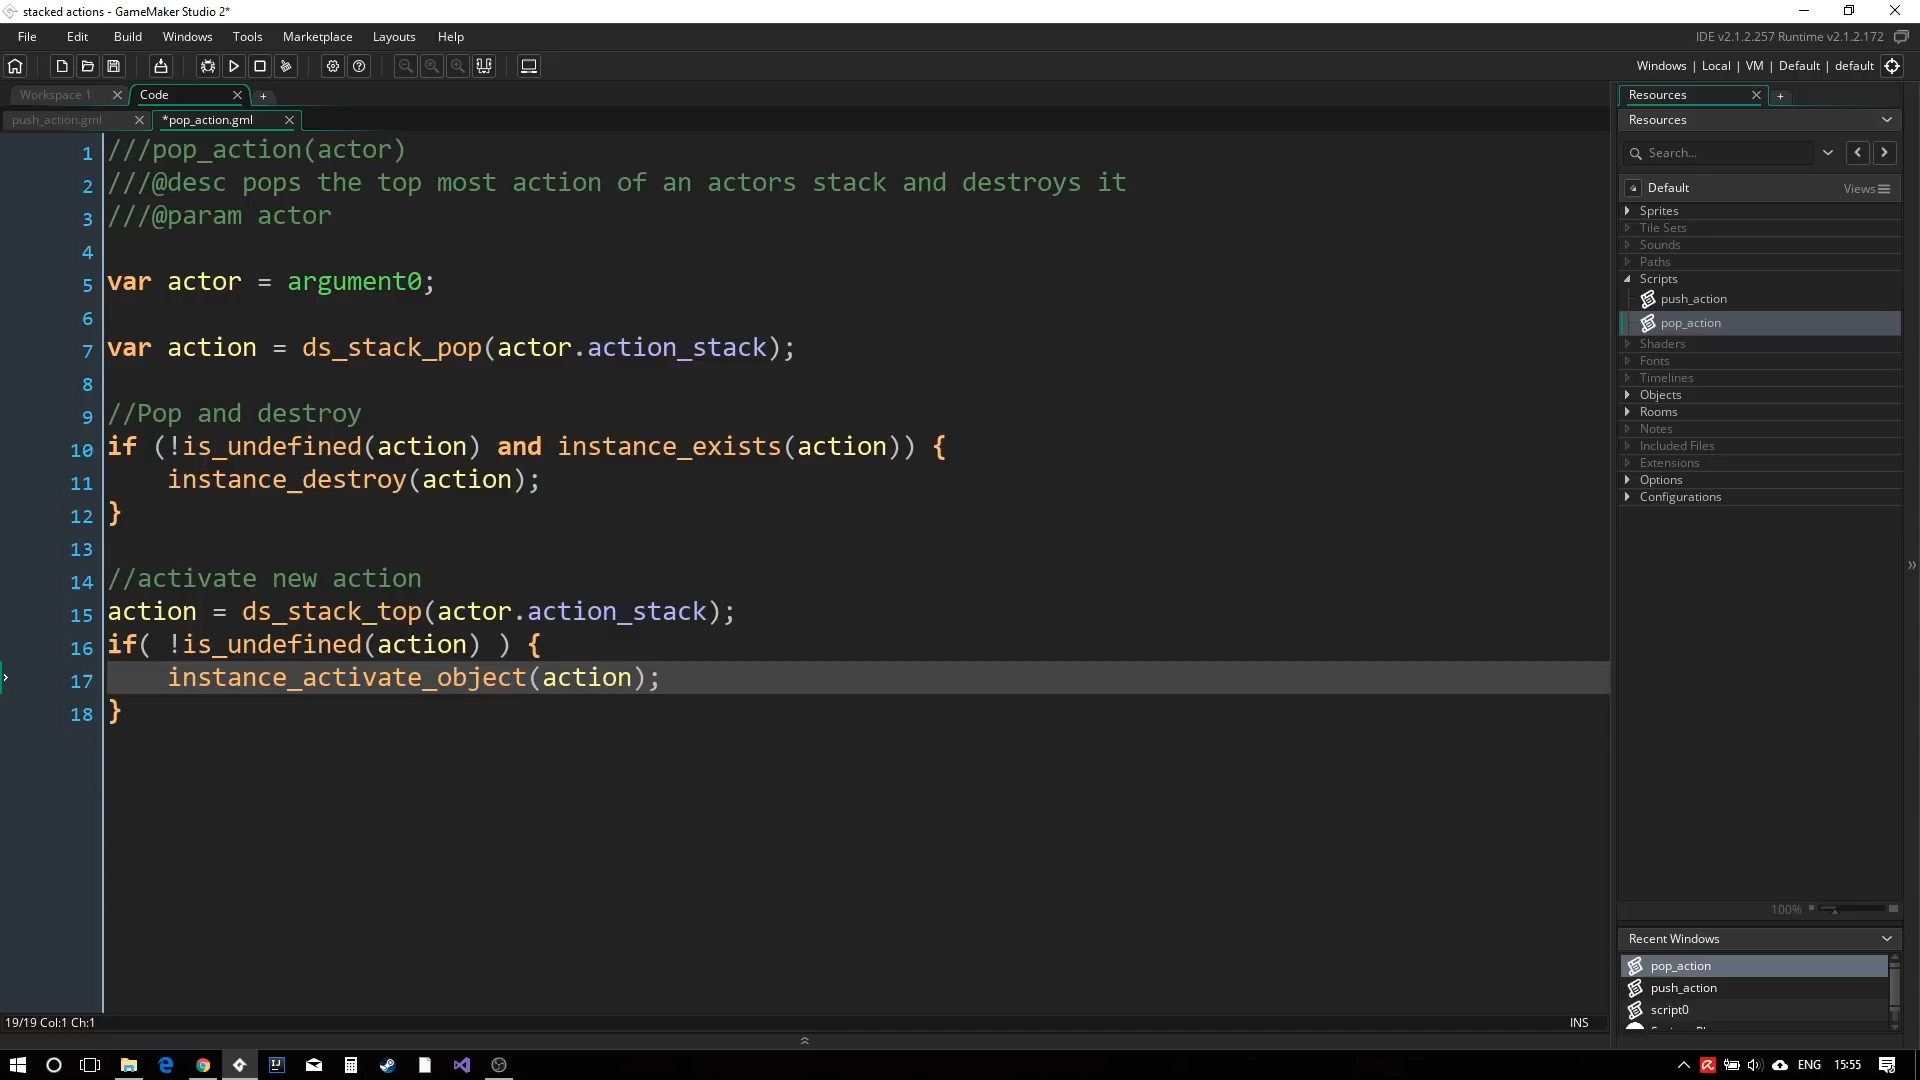 stacked actions - GameMaker Studio 2*
File Edit Build Windows Tools Marketplace Layouts Help
IDE v2.1.2.257 Runtime v2.1.2.172
Windows | Local | VM | Default | default
Workspace 1
Code
push_action.gml
*pop_action.gml
1 ///pop_action(actor)
2 ///@desc pops the top most action of an actors stack and destroys it
3 ///@param actor
4
5 var actor = argument0;
6
7 var action = ds_stack_pop(actor.action_stack);
8
9 //Pop and destroy
10 if (!is_undefined(action) and instance_exists(action)) {
11     instance_destroy(action);
12 }
13
14 //activate new action
15 action = ds_stack_top(actor.action_stack);
16 if( !is_undefined(action) ) {
17     instance_activate_object(action);
18 }
19/19 Col:1 Ch:1
INS
Resources
Resources
Search...
Default
Views
Sprites
Tile Sets
Sounds
Paths
Scripts
push_action
pop_action
Shaders
Fonts
Timelines
Objects
Rooms
Notes
Included Files
Extensions
Options
Configurations
100%
Recent Windows
pop_action
push_action
script0
ENG 15:55